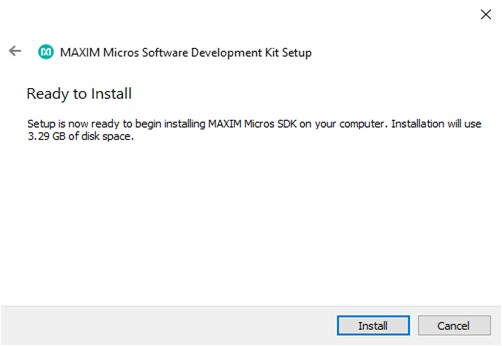 MAXIM Micros Software Development Kit Setup
Ready to Install
Setup is now ready to begin installing MAXIM Micros SDK on your computer. Installation will use
3.29 GB of disk space.
Install Cancel